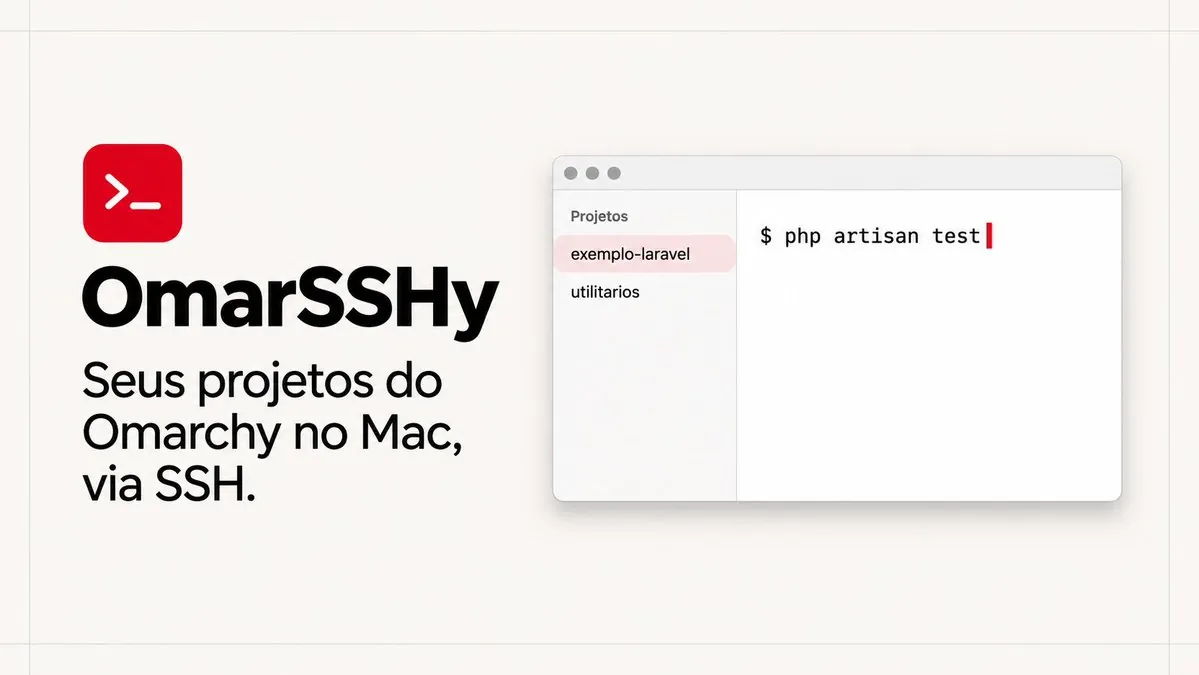 >_
OmarSSHy
Seus projetos do
Omarchy no Mac,
via SSH.
Projetos
exemplo-laravel
utilitarios
$ php artisan test